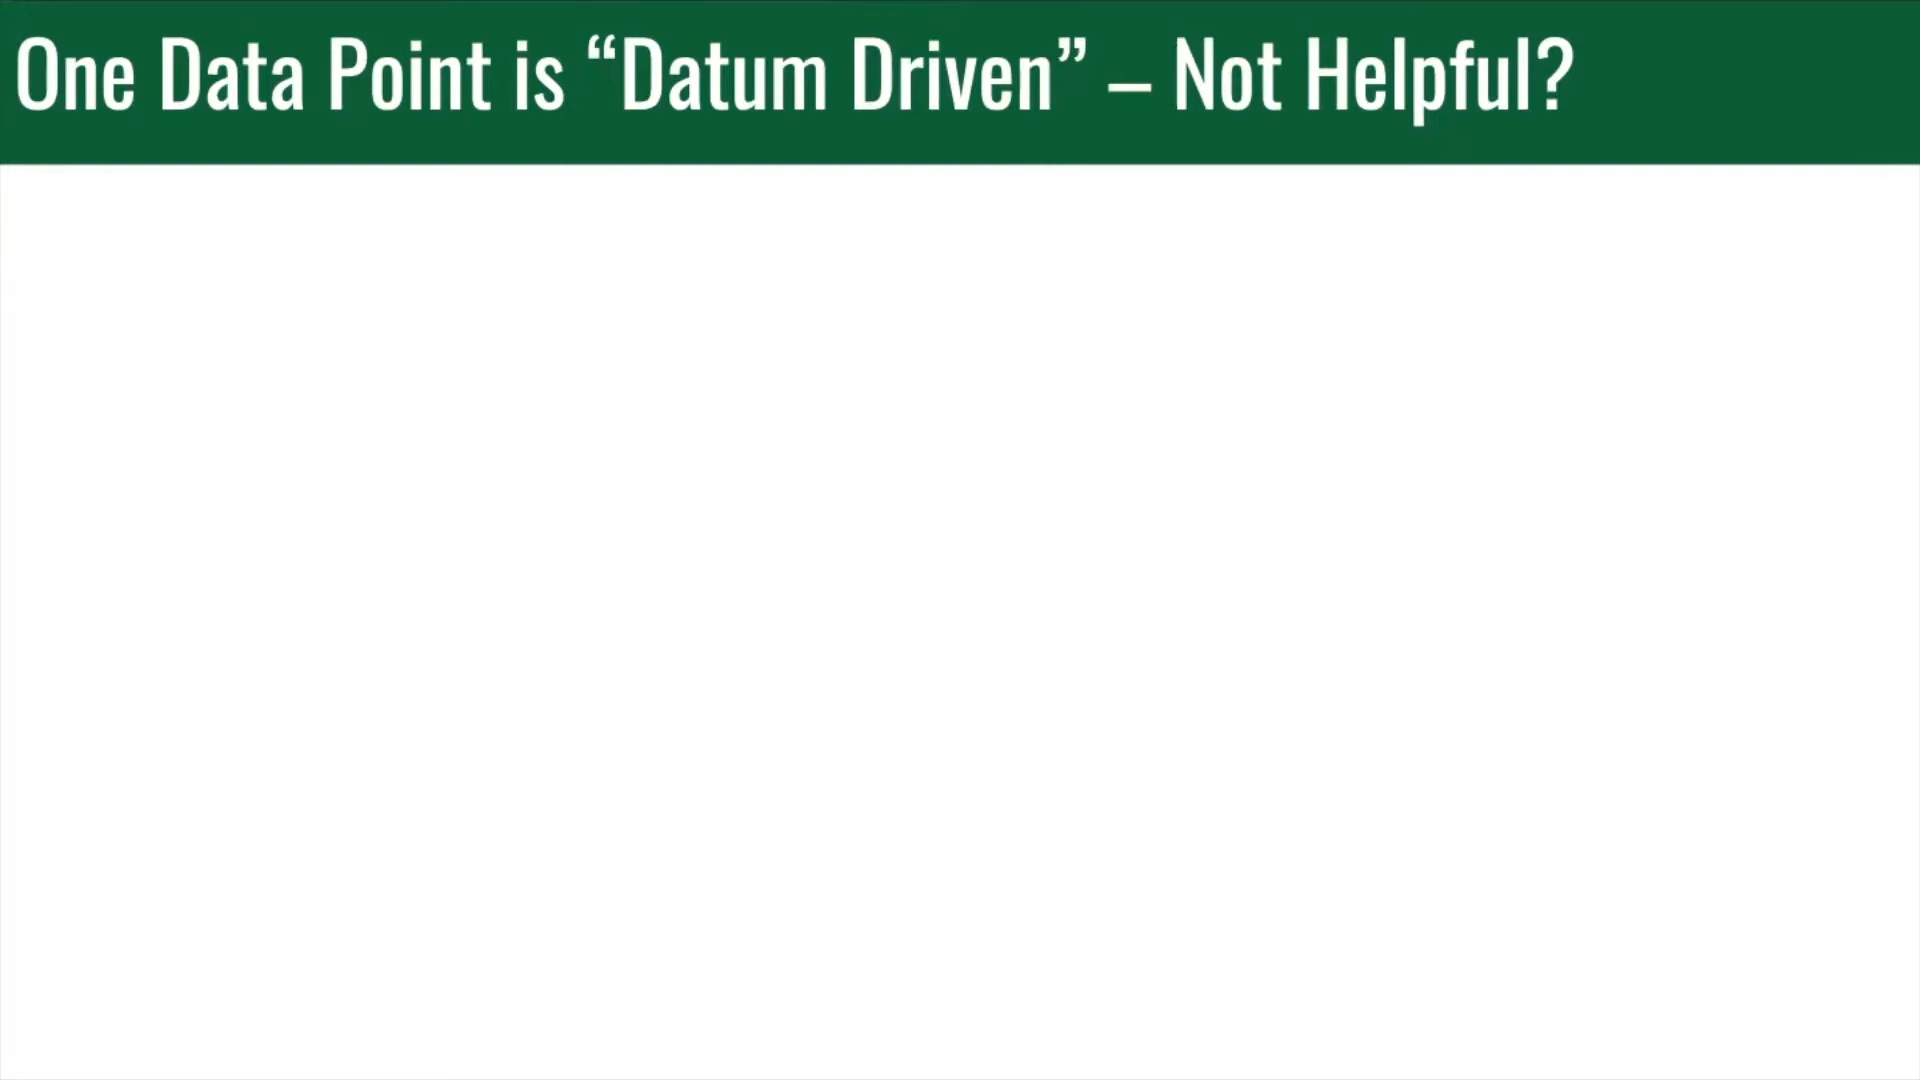 One Data Point is “Datum Driven” – Not Helpful?